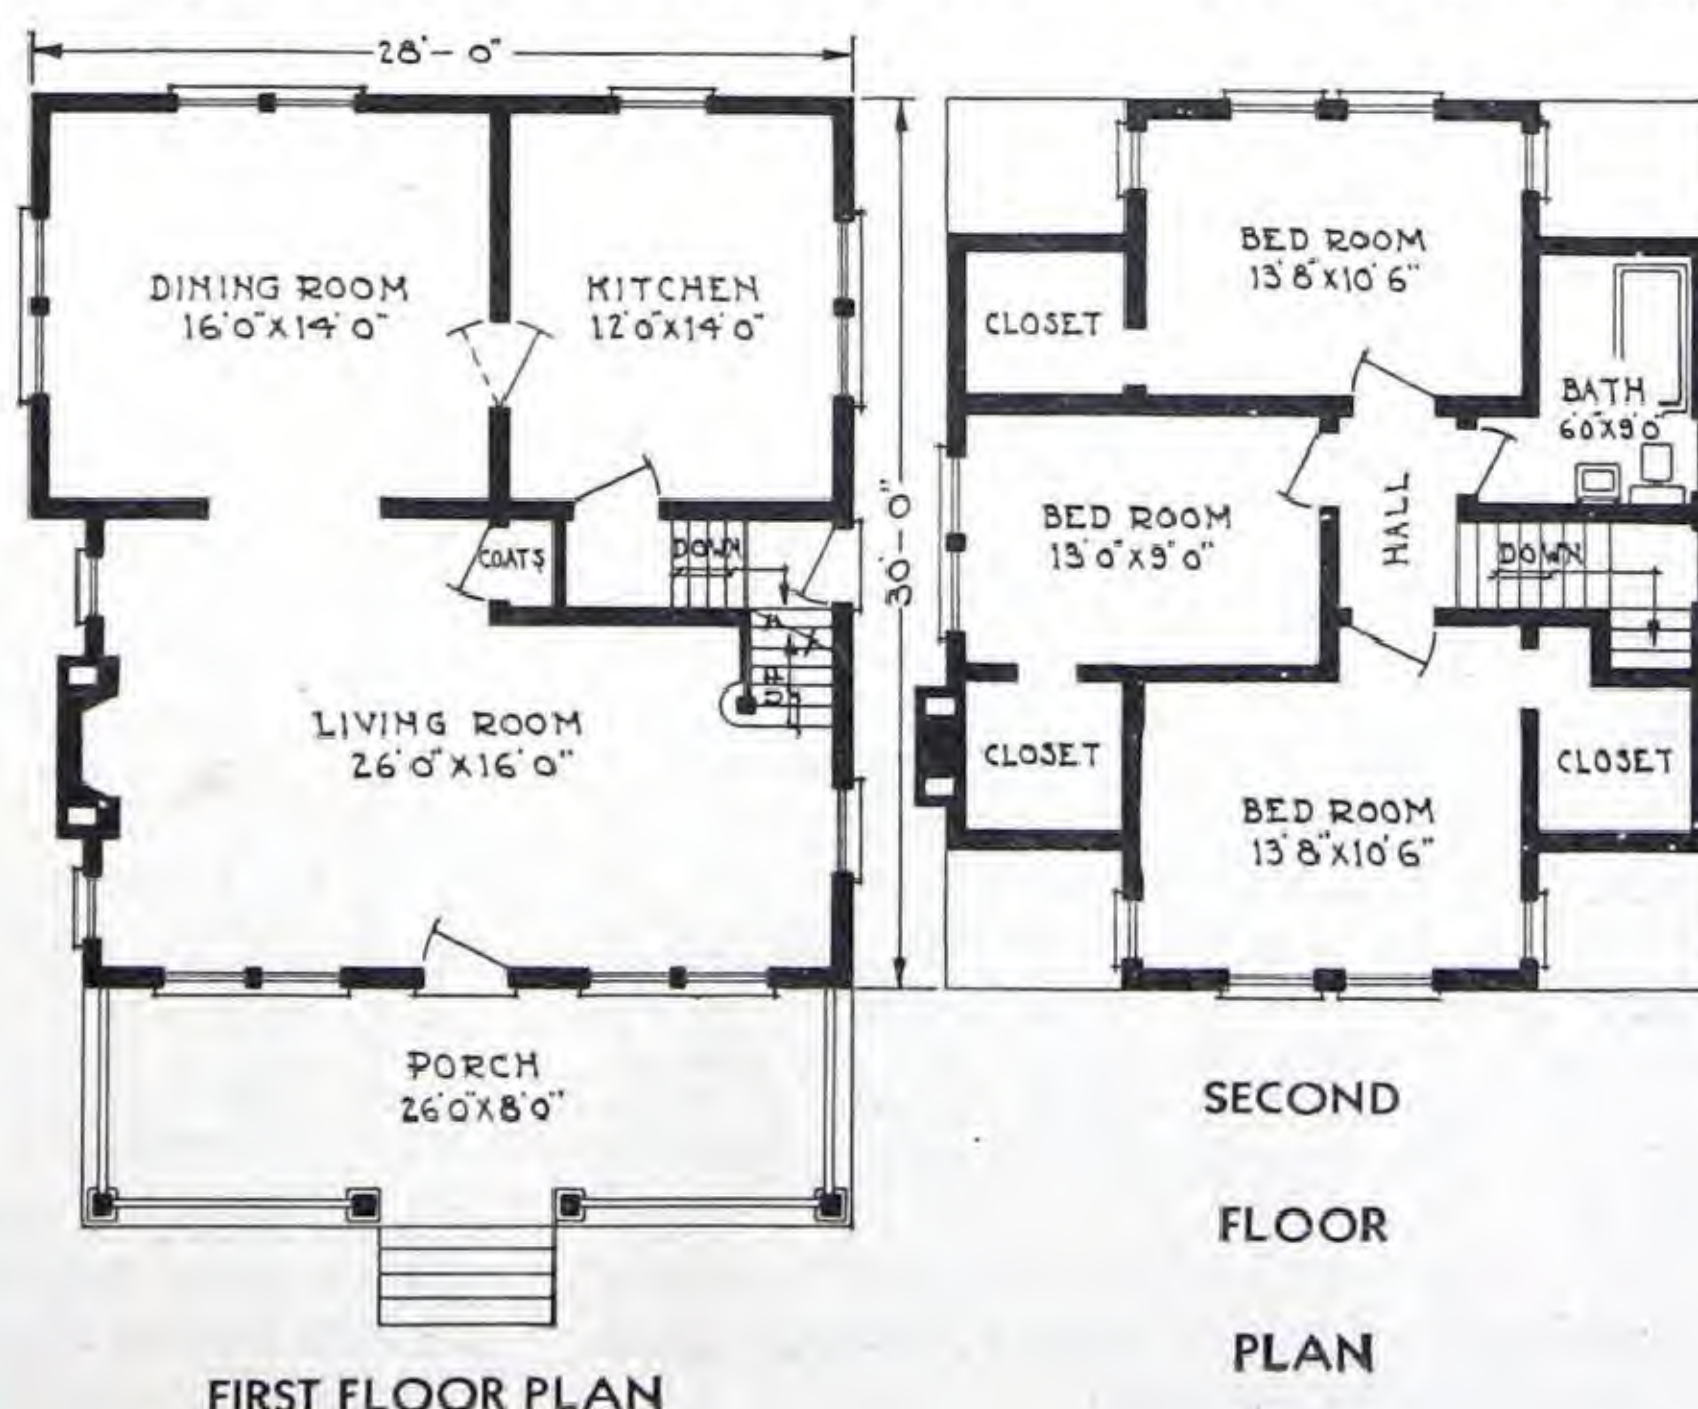 28'-0"
DINING ROOM
16'0"X14'0"
KITCHEN
12'0"X14'0"
COATS
DOWN
30'-0"
UP
LIVING ROOM
26'0"X16'0"
PORCH
26'0"X8'0"
FIRST FLOOR PLAN
BED ROOM
13'8"X10'6"
CLOSET
BATH
6'0"X9'0"
BED ROOM
13'0"X9'0"
HALL
DOWN
CLOSET
CLOSET
BED ROOM
13'8"X10'6"
SECOND
FLOOR
PLAN